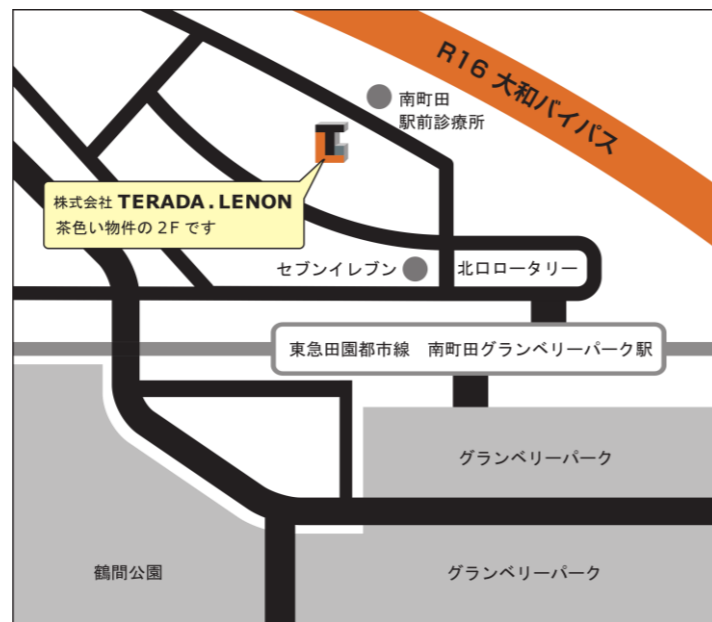 R16 大和バイパス
南町田
駅前診療所
株式会社 TERADA.LENON
茶色い物件の2Fです
セブンイレブン
北口ロータリー
東急田園都市線　南町田グランベリーパーク駅
グランベリーパーク
鶴間公園
グランベリーパーク